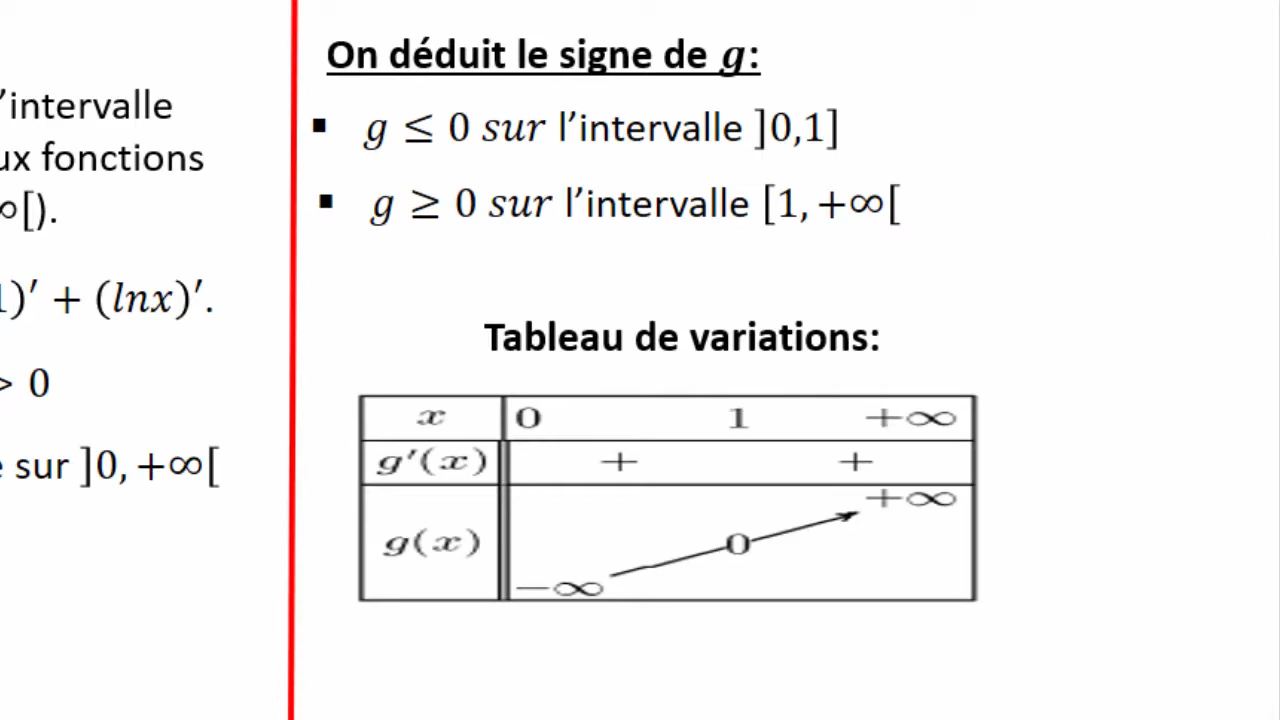 'intervalle
ux fonctions
∞[).
1)′ + (lnx)′.
> 0
e sur ]0, +∞[
On déduit le signe de g:
▪ g ≤ 0 sur l'intervalle ]0,1]
▪ g ≥ 0 sur l'intervalle [1, +∞[
Tableau de variations:
x 0 1 +∞
g′(x) + +
+∞
g(x) 0
−∞